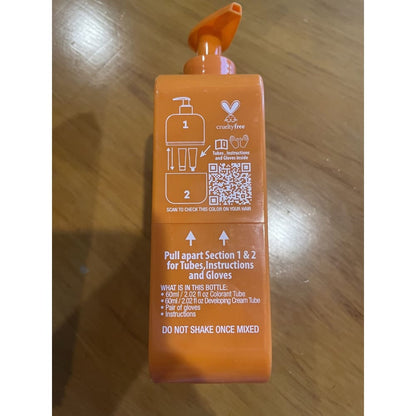 1
crueltyfree
Tubes, Instructions
and Gloves inside
2
SCAN TO CHECK THIS COLOR ON YOUR HAIR
Pull apart Section 1 & 2
for Tubes,Instructions
and Gloves
WHAT IS IN THIS BOTTLE:
• 60ml / 2.02 fl oz Colorant Tube
• 60ml / 2.02 fl oz Developing Cream Tube
• Pair of gloves
• Instructions
DO NOT SHAKE ONCE MIXED